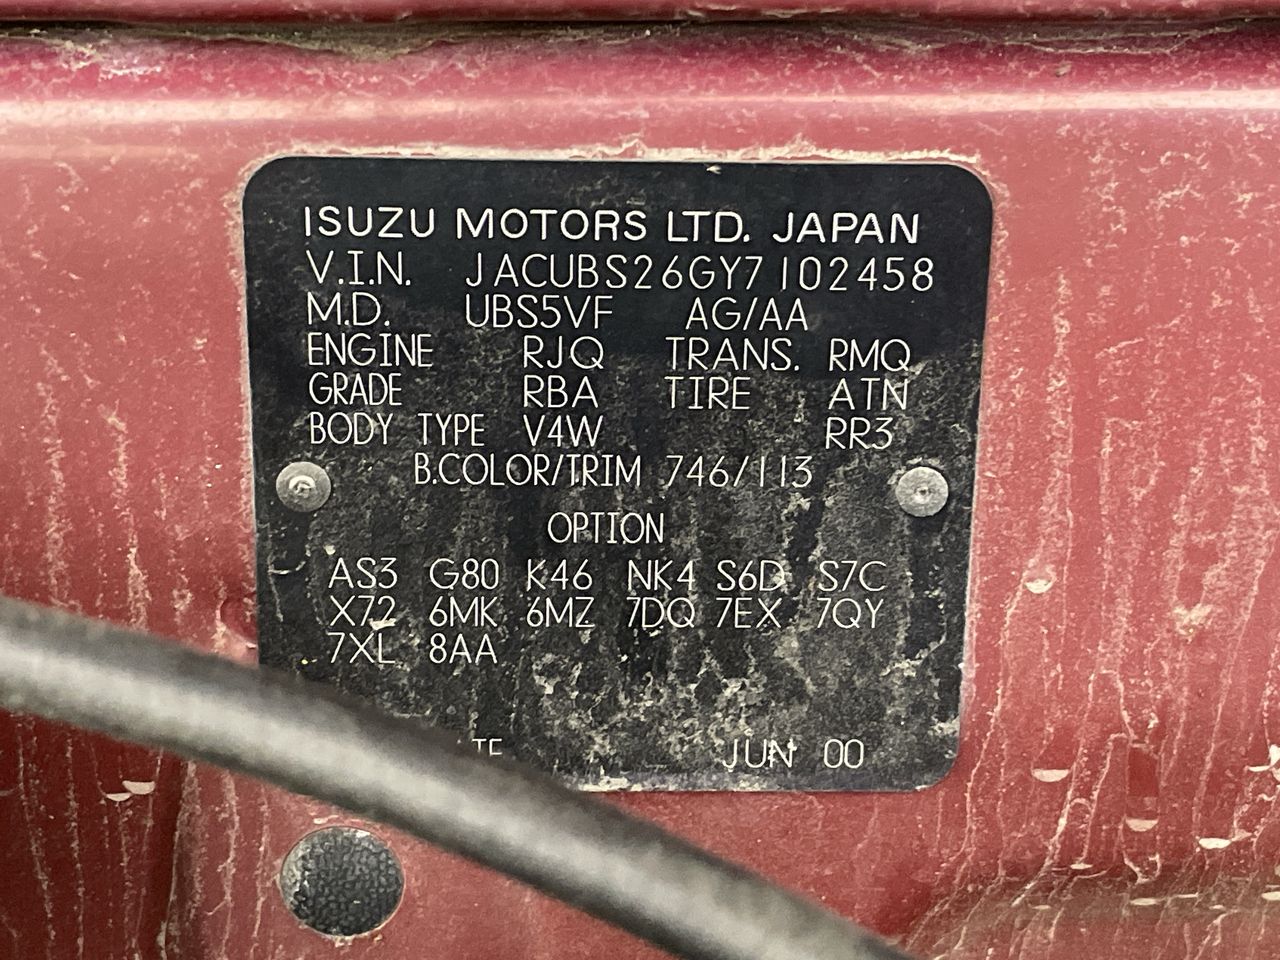 ISUZU MOTORS LTD. JAPAN
V.I.N. JACUBS26GY7102458
M.D. UBS5VF AG/AA
ENGINE RJQ TRANS. RMQ
GRADE RBA TIRE ATN
BODY TYPE V4W RR3
B.COLOR/TRIM 746/113
OPTION
AS3 G80 K46 NK4 S6D S7C
X72 6MK 6MZ 7DQ 7EX 7QY
7XL 8AA
JUN 00